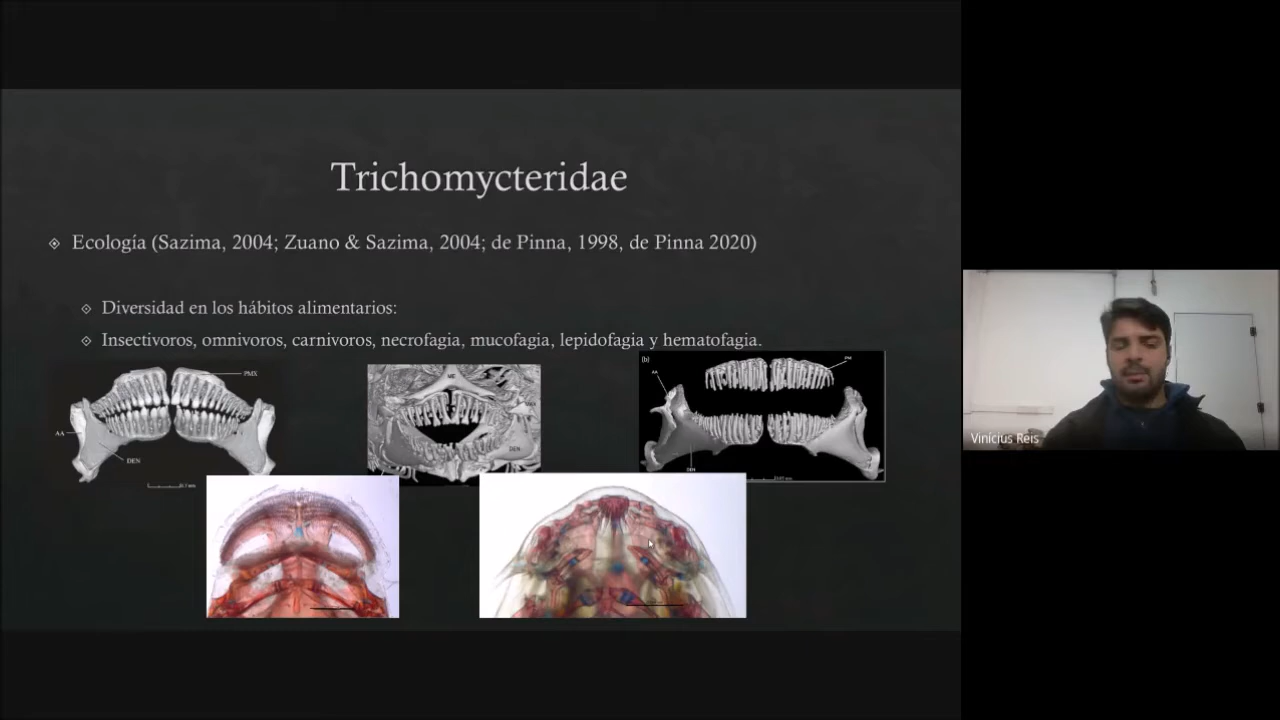 Trichomycteridae
Ecología (Sazima, 2004; Zuano & Sazima, 2004; de Pinna, 1998, de Pinna 2020)
Diversidad en los hábitos alimentarios:
Insectivoros, omnivoros, carnivoros, necrofagia, mucofagia, lepidofagia y hematofagia.
PMX
AA
DEN
DEN
(b)
AA
DEN
Vinícius Reis